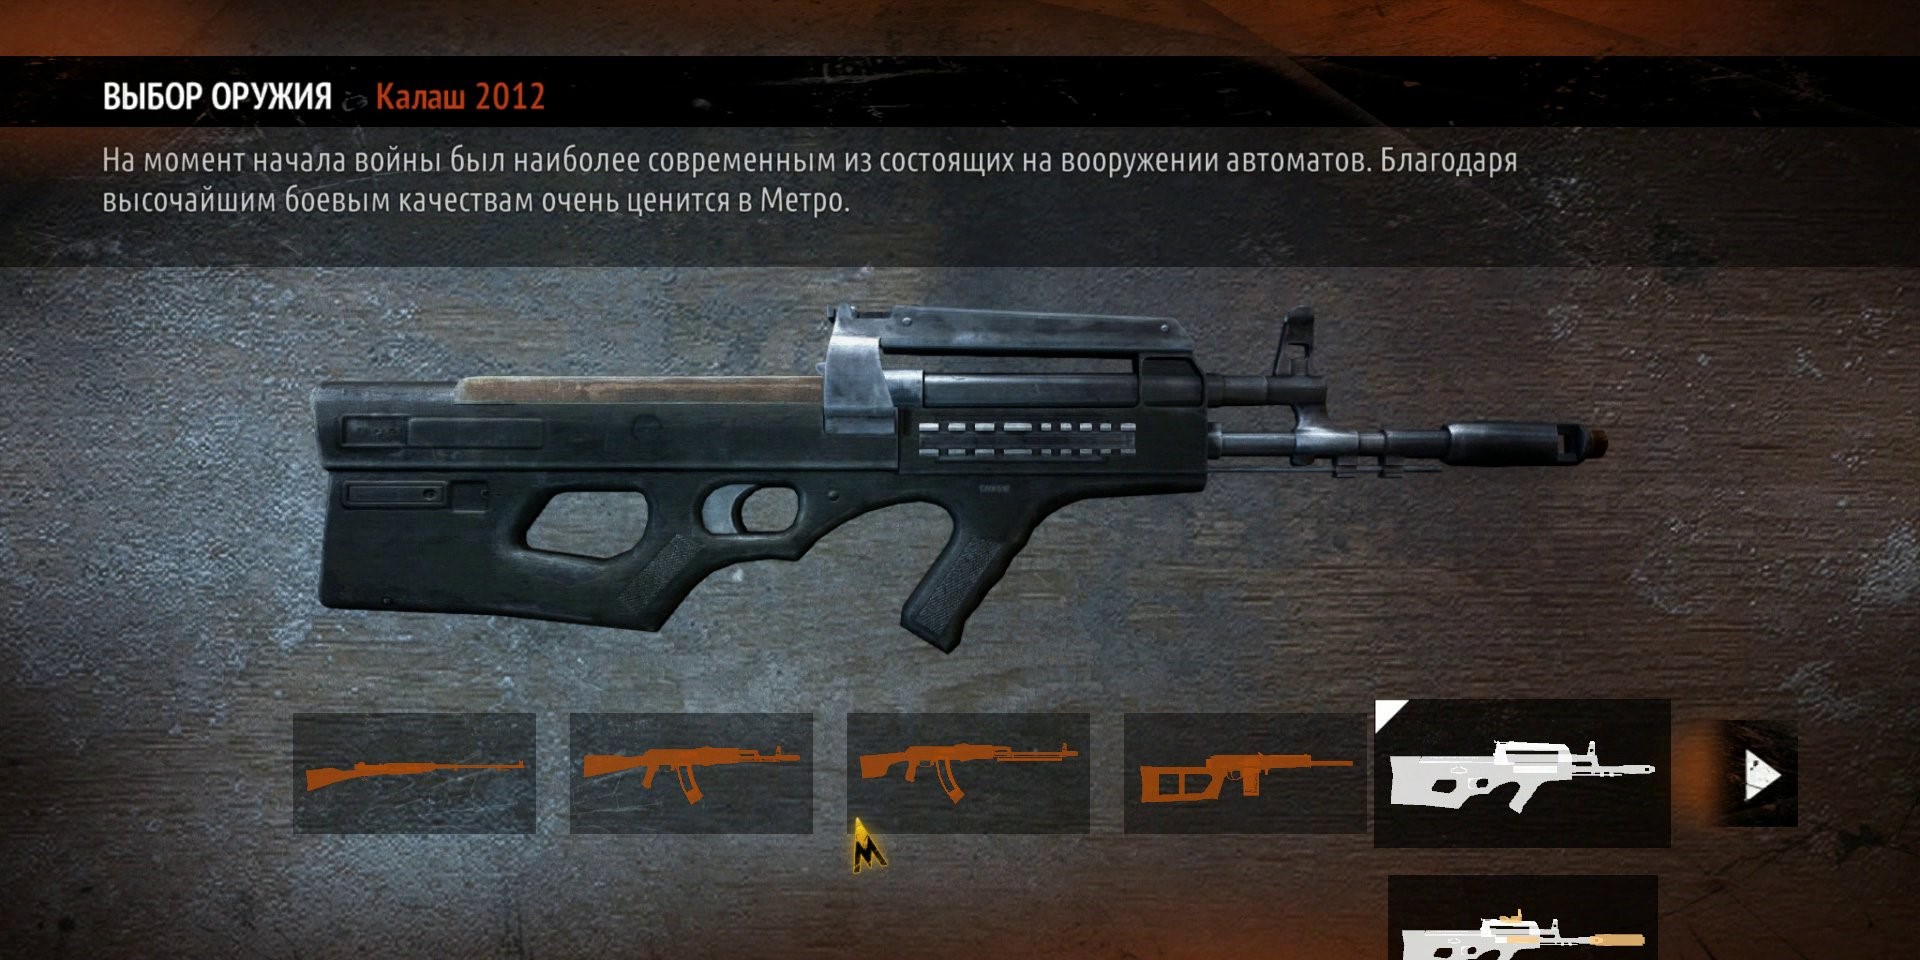 ВЫБОР ОРУЖИЯ Калаш 2012
На момент начала войны был наиболее современным из состоящих на вооружении автоматов. Благодаря
высочайшим боевым качествам очень ценится в Метро.
М